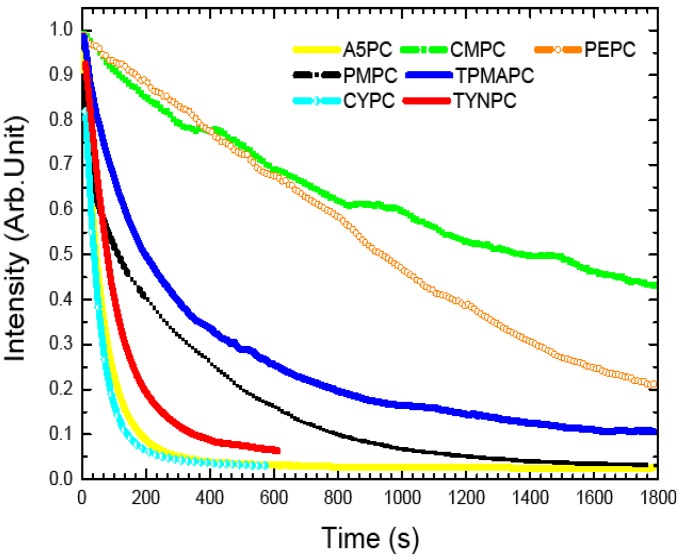 1.0
0.9
0.8
0.7
0.6
0.5
0.4
0.3
0.2
0.1
0.0
Intensity (Arb.Unit)
A5PC CMPC PEPC
PMPC TPMAPC
CYPC TYNPC
0 200 400 600 800 1000 1200 1400 1600 1800
Time (s)